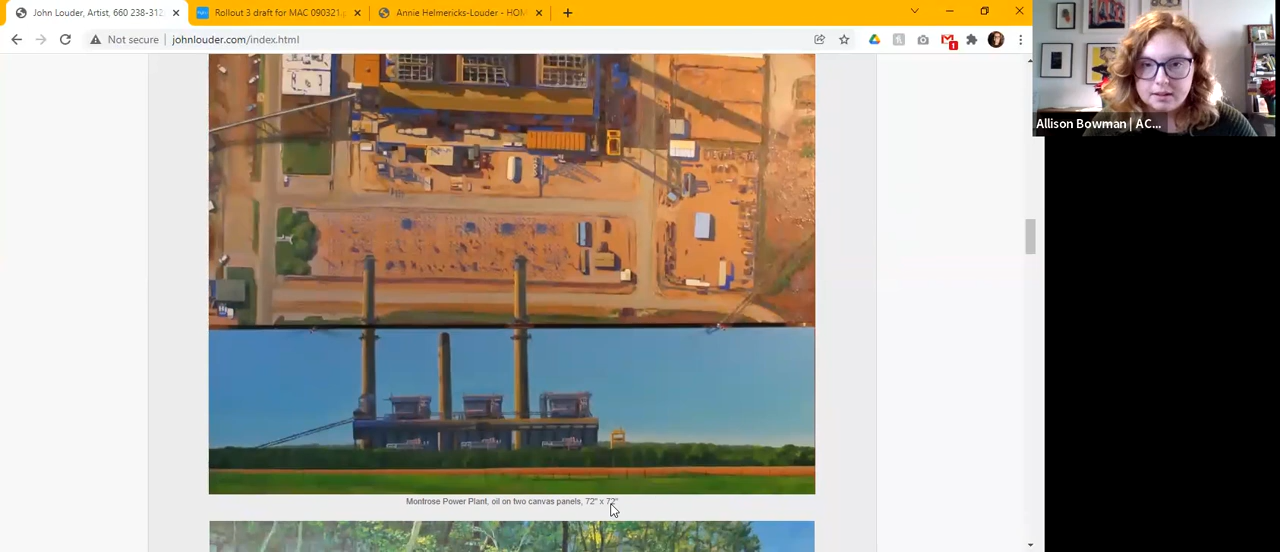 John Louder, Artist, 660 238-312
Rollout 3 draft for MAC 090321.p
Annie Helmericks-Louder - HOM
Not secure
johnlouder.com/index.html
1
Allison Bowman | AC...
Montrose Power Plant, oil on two canvas panels, 72" x 72"